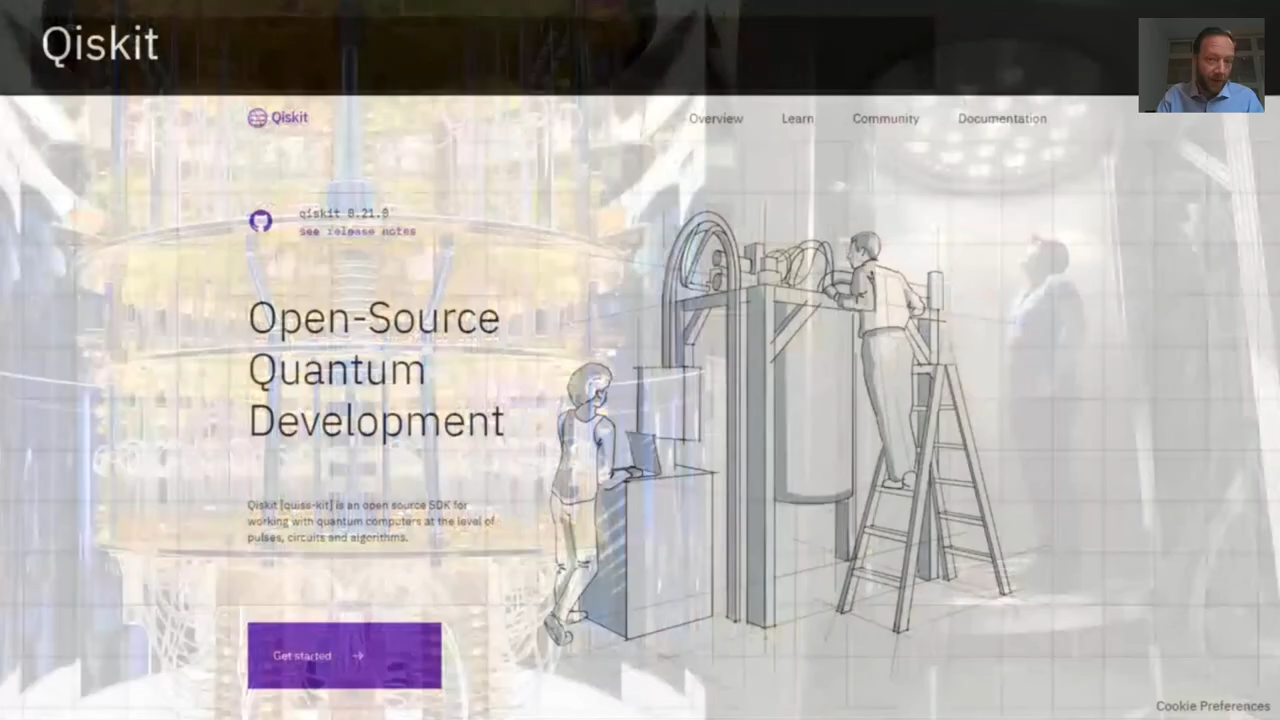 Qiskit
Qiskit
Overview
Learn
Community
Documentation
qiskit 0.21.0
see release notes
Open-Source
Quantum
Development
Qiskit [quiss-kit] is an open source SDK for
working with quantum computers at the level of
pulses, circuits and algorithms.
Get started
Cookie Preferences